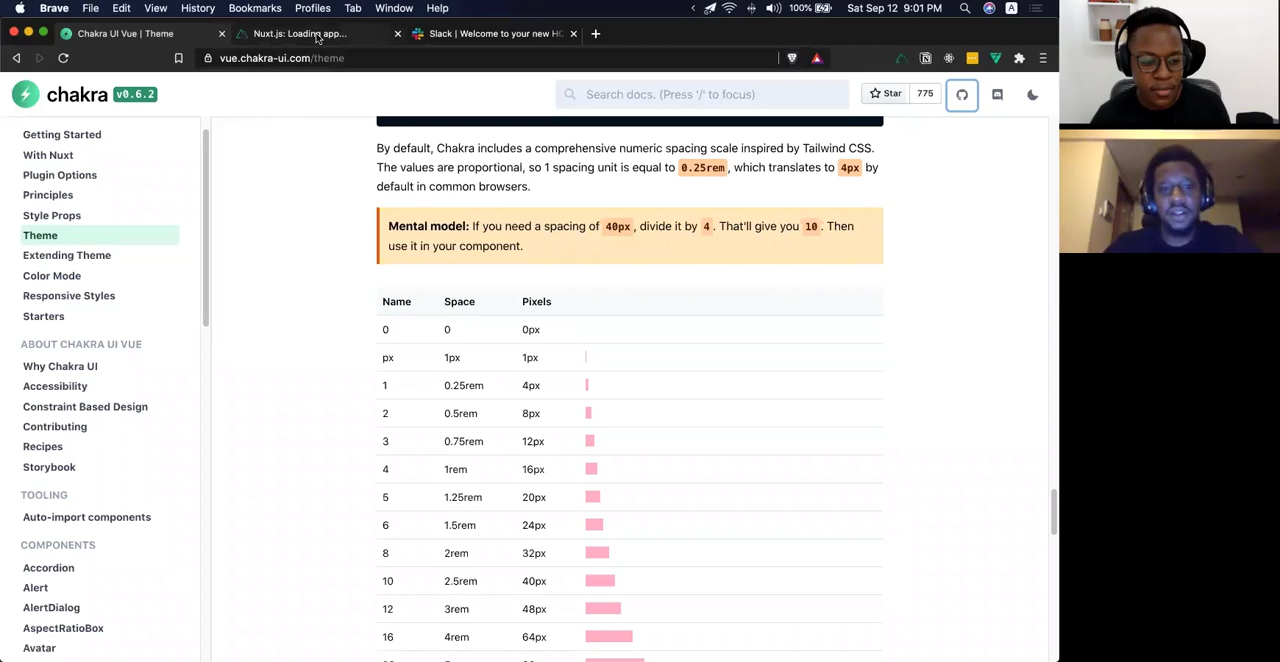 Brave File Edit View History Bookmarks Profiles Tab Window Help 100% Sat Sep 12 9:01 PM A
Chakra UI Vue | Theme Nuxt.js: Loading app... Slack | Welcome to your new HQ
vue.chakra-ui.com/theme
chakra v0.6.2 Search docs. (Press '/' to focus) Star 775
Getting Started
With Nuxt
Plugin Options
Principles
Style Props
Theme
Extending Theme
Color Mode
Responsive Styles
Starters
ABOUT CHAKRA UI VUE
Why Chakra UI
Accessibility
Constraint Based Design
Contributing
Recipes
Storybook
TOOLING
Auto-import components
COMPONENTS
Accordion
Alert
AlertDialog
AspectRatioBox
Avatar
By default, Chakra includes a comprehensive numeric spacing scale inspired by Tailwind CSS.
The values are proportional, so 1 spacing unit is equal to 0.25rem, which translates to 4px by
default in common browsers.
Mental model: If you need a spacing of 40px, divide it by 4. That'll give you 10. Then
use it in your component.
Name Space Pixels
0 0 0px
px 1px 1px
1 0.25rem 4px
2 0.5rem 8px
3 0.75rem 12px
4 1rem 16px
5 1.25rem 20px
6 1.5rem 24px
8 2rem 32px
10 2.5rem 40px
12 3rem 48px
16 4rem 64px